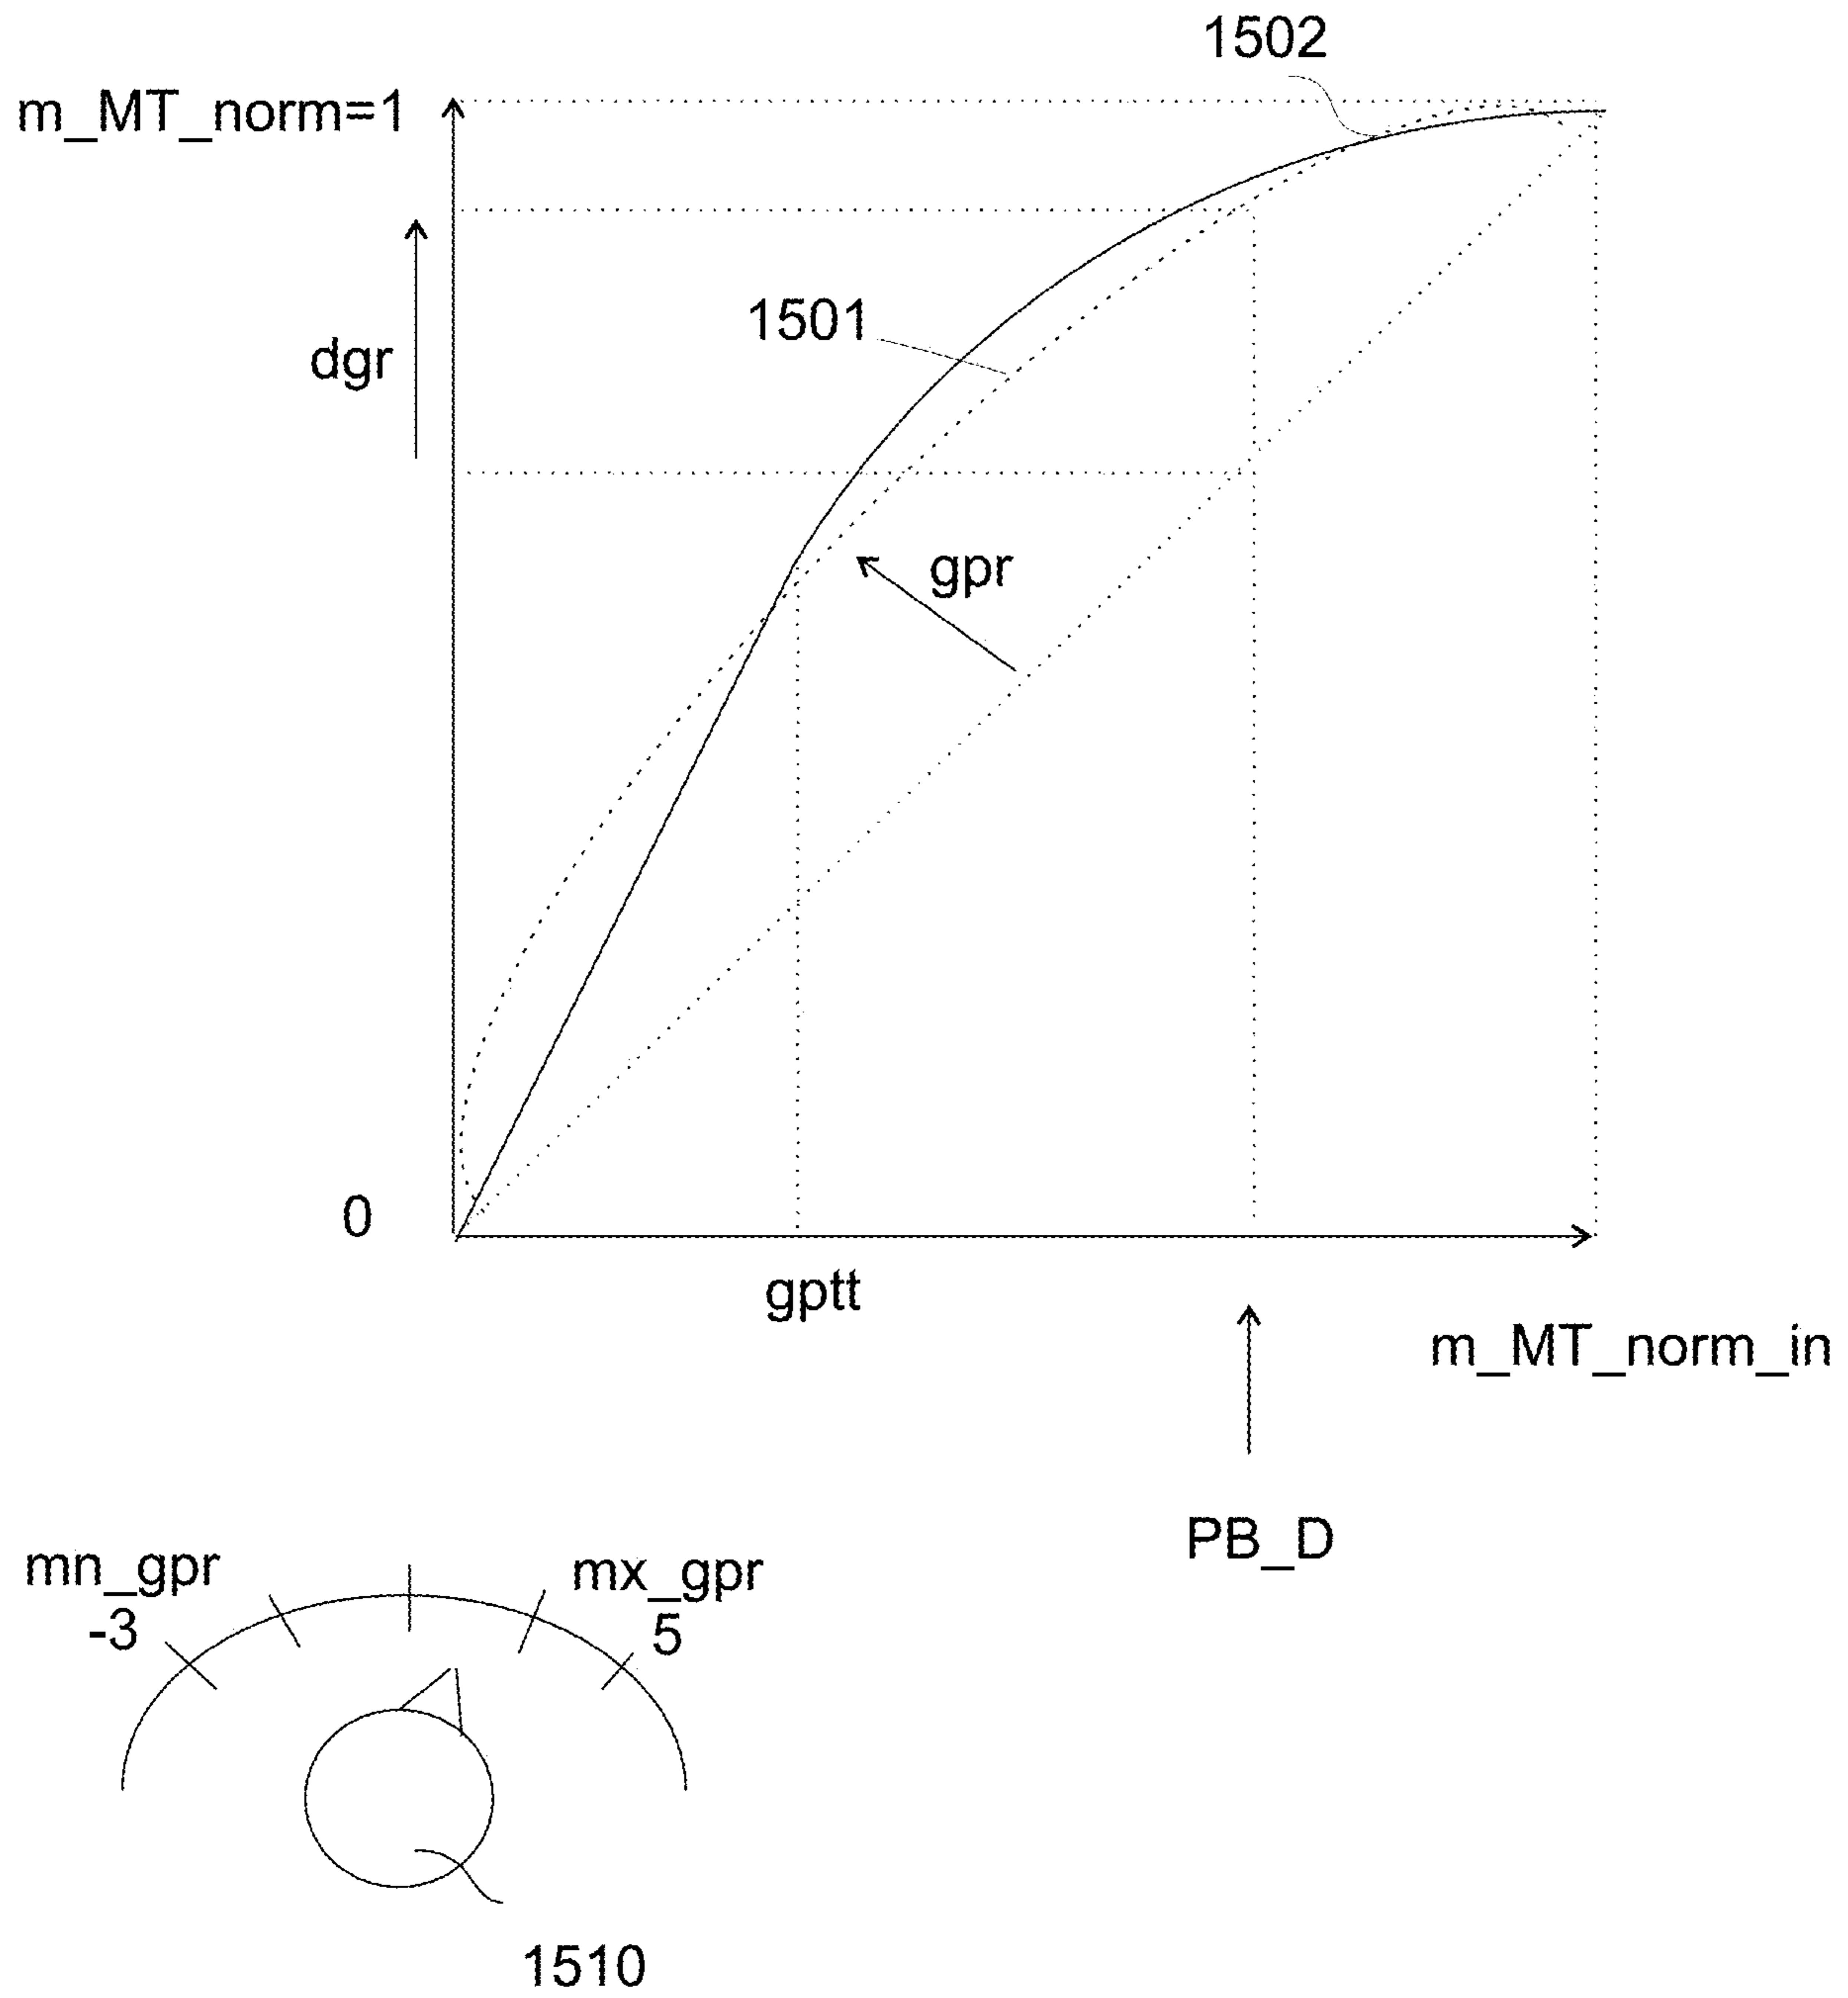 1502
m_MT_norm=1
1501
dgr
gpr
0
gptt
m_MT_norm_in
PB_D
mn_gpr
mx_gpr
-3
5
1510